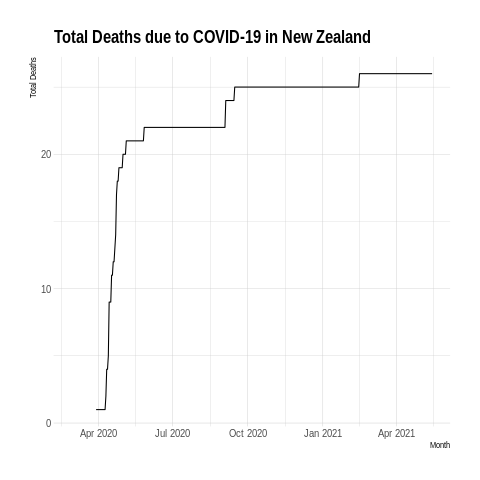 Total Deaths due to COVID-19 in New Zealand
Total Deaths
20
10
0
Apr 2020 Jul 2020 Oct 2020 Jan 2021 Apr 2021
Month